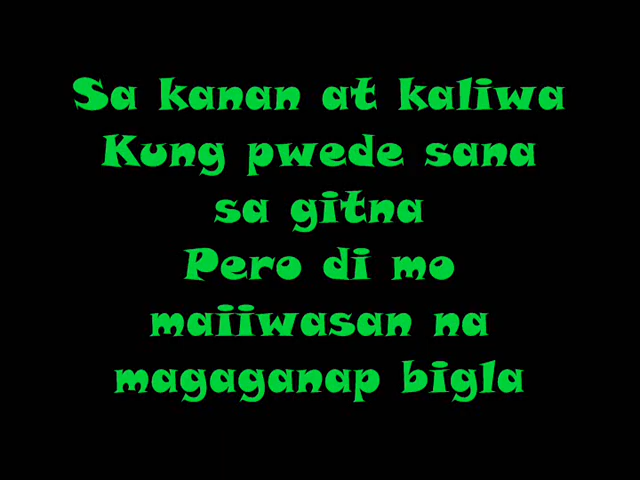 Sa kanan at kaliwa
Kung pwede sana
sa gitna
Pero di mo
maiiwasan na
magaganap bigla